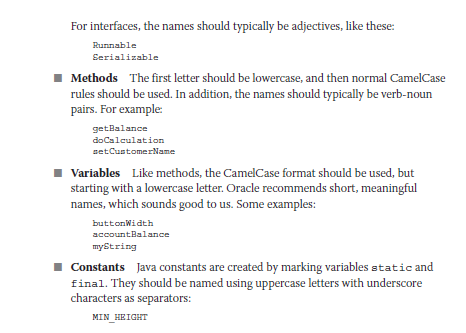 For interfaces, the names should typically be adjectives, like these:
Runnable
Serializable
Methods The first letter should be lowercase, and then normal CamelCase
rules should be used. In addition, the names should typically be verb-noun
pairs. For example:
getBalance
doCalculation
setCustomerName
Variables Like methods, the CamelCase format should be used, but
starting with a lowercase letter. Oracle recommends short, meaningful
names, which sounds good to us. Some examples:
buttonWidth
accountBalance
myString
Constants Java constants are created by marking variables static and
final. They should be named using uppercase letters with underscore
characters as separators:
MIN_HEIGHT